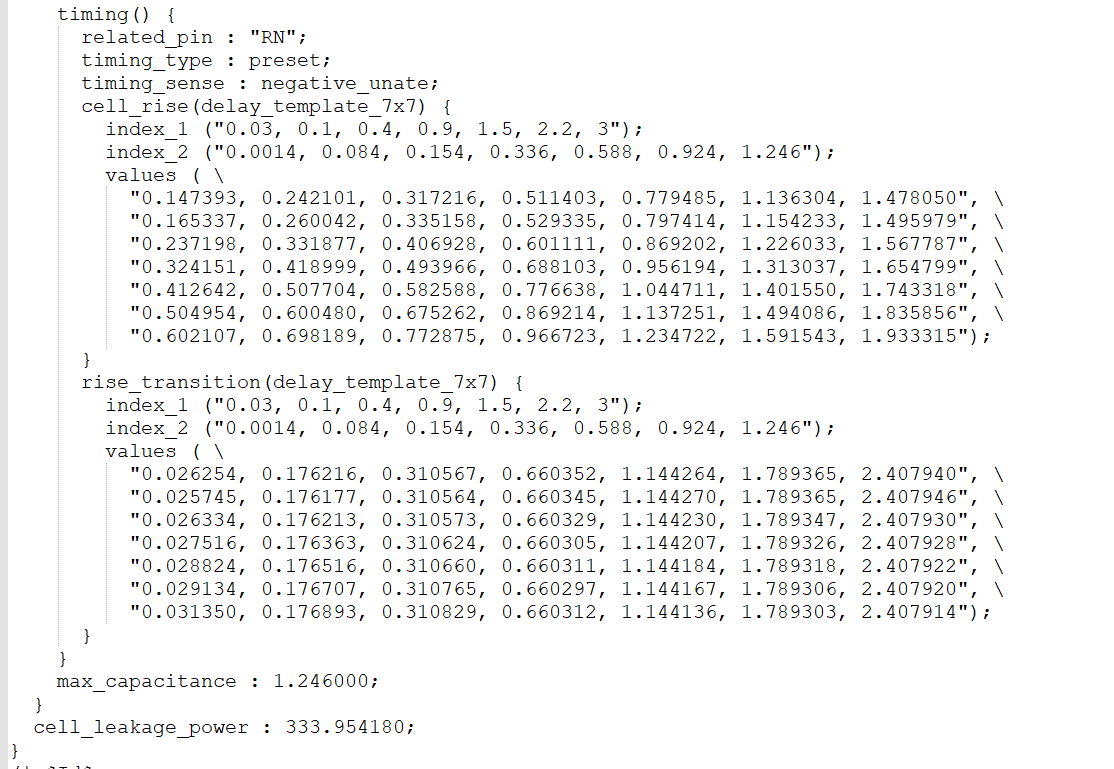 timing() {
related_pin : "RN";
timing_type : preset;
timing_sense : negative_unate;
cell_rise(delay_template_7x7) {
index_1 ("0.03, 0.1, 0.4, 0.9, 1.5, 2.2, 3");
index_2 ("0.0014, 0.084, 0.154, 0.336, 0.588, 0.924, 1.246");
values ( \
"0.147393, 0.242101, 0.317216, 0.511403, 0.779485, 1.136304, 1.478050", \
"0.165337, 0.260042, 0.335158, 0.529335, 0.797414, 1.154233, 1.495979", \
"0.237198, 0.331877, 0.406928, 0.601111, 0.869202, 1.226033, 1.567787", \
"0.324151, 0.418999, 0.493966, 0.688103, 0.956194, 1.313037, 1.654799", \
"0.412642, 0.507704, 0.582588, 0.776638, 1.044711, 1.401550, 1.743318", \
"0.504954, 0.600480, 0.675262, 0.869214, 1.137251, 1.494086, 1.835856", \
"0.602107, 0.698189, 0.772875, 0.966723, 1.234722, 1.591543, 1.933315");
}
rise_transition(delay_template_7x7) {
index_1 ("0.03, 0.1, 0.4, 0.9, 1.5, 2.2, 3");
index_2 ("0.0014, 0.084, 0.154, 0.336, 0.588, 0.924, 1.246");
values ( \
"0.026254, 0.176216, 0.310567, 0.660352, 1.144264, 1.789365, 2.407940", \
"0.025745, 0.176177, 0.310564, 0.660345, 1.144270, 1.789365, 2.407946", \
"0.026334, 0.176213, 0.310573, 0.660329, 1.144230, 1.789347, 2.407930", \
"0.027516, 0.176363, 0.310624, 0.660305, 1.144207, 1.789326, 2.407928", \
"0.028824, 0.176516, 0.310660, 0.660311, 1.144184, 1.789318, 2.407922", \
"0.029134, 0.176707, 0.310765, 0.660297, 1.144167, 1.789306, 2.407920", \
"0.031350, 0.176893, 0.310829, 0.660312, 1.144136, 1.789303, 2.407914");
}
}
max_capacitance : 1.246000;
}
cell_leakage_power : 333.954180;
}